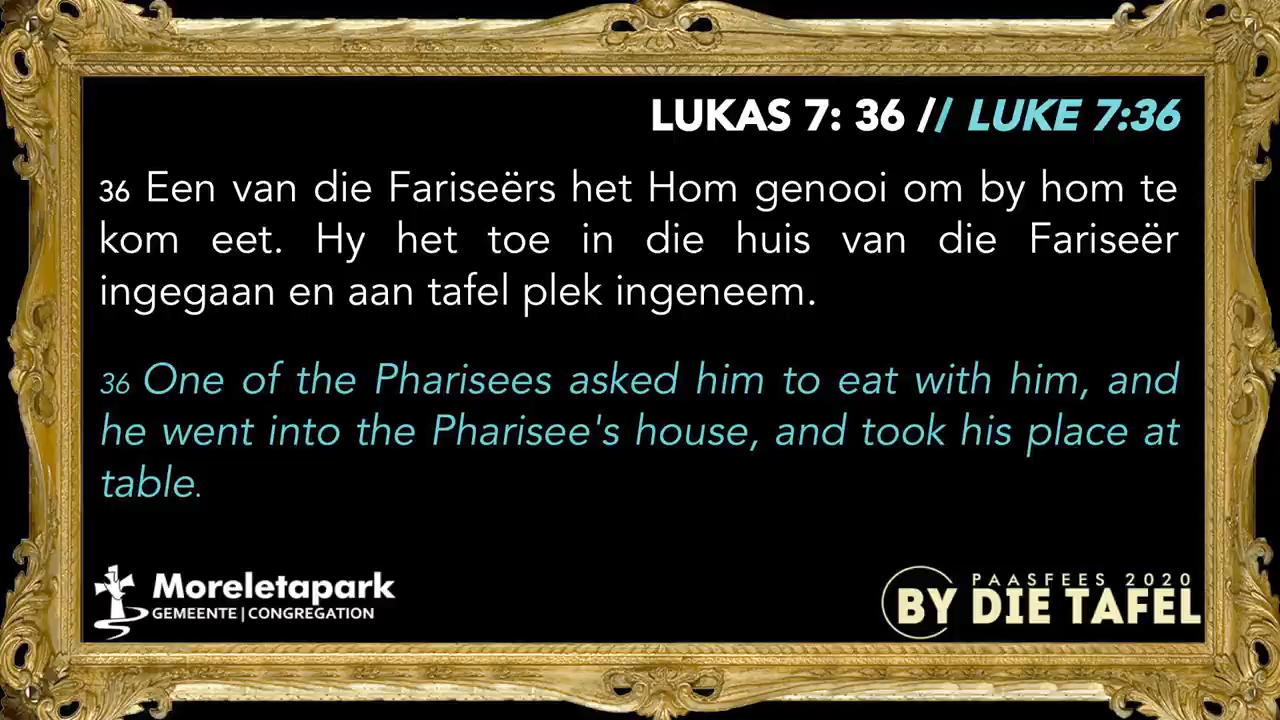 LUKAS 7: 36 // LUKE 7:36
36 Een van die Fariseërs het Hom genooi om by hom te
kom eet. Hy het toe in die huis van die Fariseër
ingegaan en aan tafel plek ingeneem.
36 One of the Pharisees asked him to eat with him, and
he went into the Pharisee's house, and took his place at
table.
Moreletapark
GEMEENTE | CONGREGATION
PAASFEES 2020
BY DIE TAFEL